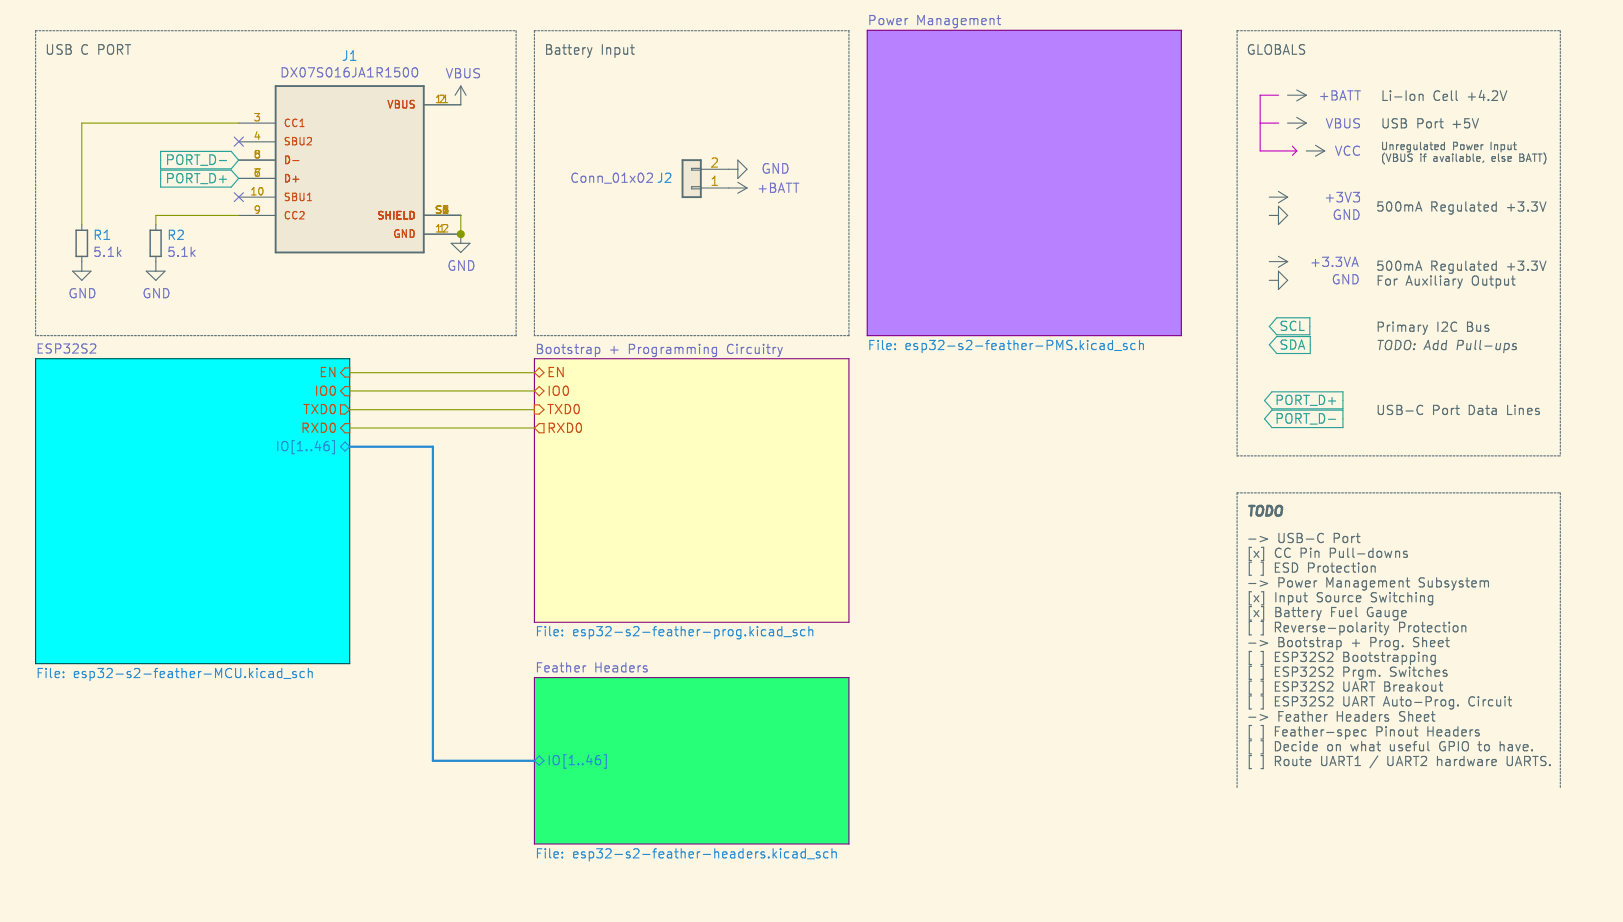 USB C PORT
J1
DX07S016JA1R1500
VBUS
VBUS
3
CC1
4
SBU2
PORT_D-
D-
PORT_D+
D+
10
SBU1
9
CC2
SHIELD
GND
GND
R1
5.1k
GND
R2
5.1k
GND
Battery Input
Conn_01x02
J2
2
GND
1
+BATT
Power Management
File: esp32-s2-feather-PMS.kicad_sch
GLOBALS
+BATT
Li-Ion Cell +4.2V
VBUS
USB Port +5V
VCC
Unregulated Power Input
(VBUS if available, else BATT)
+3V3
GND
500mA Regulated +3.3V
+3.3VA
GND
500mA Regulated +3.3V
For Auxiliary Output
SCL
SDA
Primary I2C Bus
TODO: Add Pull-ups
PORT_D+
PORT_D-
USB-C Port Data Lines
ESP32S2
EN
IO0
TXD0
RXD0
IO[1..46]
File: esp32-s2-feather-MCU.kicad_sch
Bootstrap + Programming Circuitry
EN
IO0
TXD0
RXD0
File: esp32-s2-feather-prog.kicad_sch
Feather Headers
IO[1..46]
File: esp32-s2-feather-headers.kicad_sch
TODO
-> USB-C Port
[x] CC Pin Pull-downs
[ ] ESD Protection
-> Power Management Subsystem
[x] Input Source Switching
[x] Battery Fuel Gauge
[ ] Reverse-polarity Protection
-> Bootstrap + Prog. Sheet
[ ] ESP32S2 Bootstrapping
[ ] ESP32S2 Prgm. Switches
[ ] ESP32S2 UART Breakout
[ ] ESP32S2 UART Auto-Prog. Circuit
-> Feather Headers Sheet
[ ] Feather-spec Pinout Headers
[ ] Decide on what useful GPIO to have.
[ ] Route UART1 / UART2 hardware UARTS.